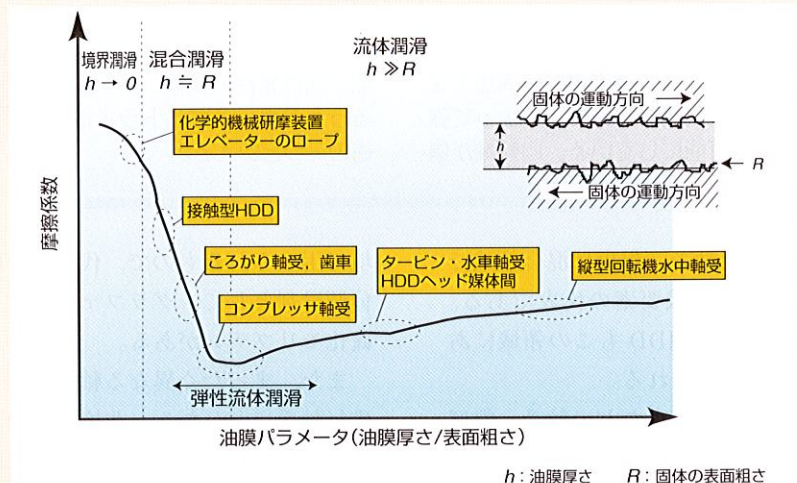 境界潤滑
h → 0
混合潤滑
h ≒ R
流体潤滑
h ≫ R
固体の運動方向
h
R
固体の運動方向
化学的機械研摩装置
エレベーターのロープ
接触型HDD
ころがり軸受，歯車
コンプレッサ軸受
タービン・水車軸受
HDDヘッド媒体間
縦型回転機水中軸受
弾性流体潤滑
摩擦係数
油膜パラメータ(油膜厚さ/表面粗さ)
h：油膜厚さ R：固体の表面粗さ